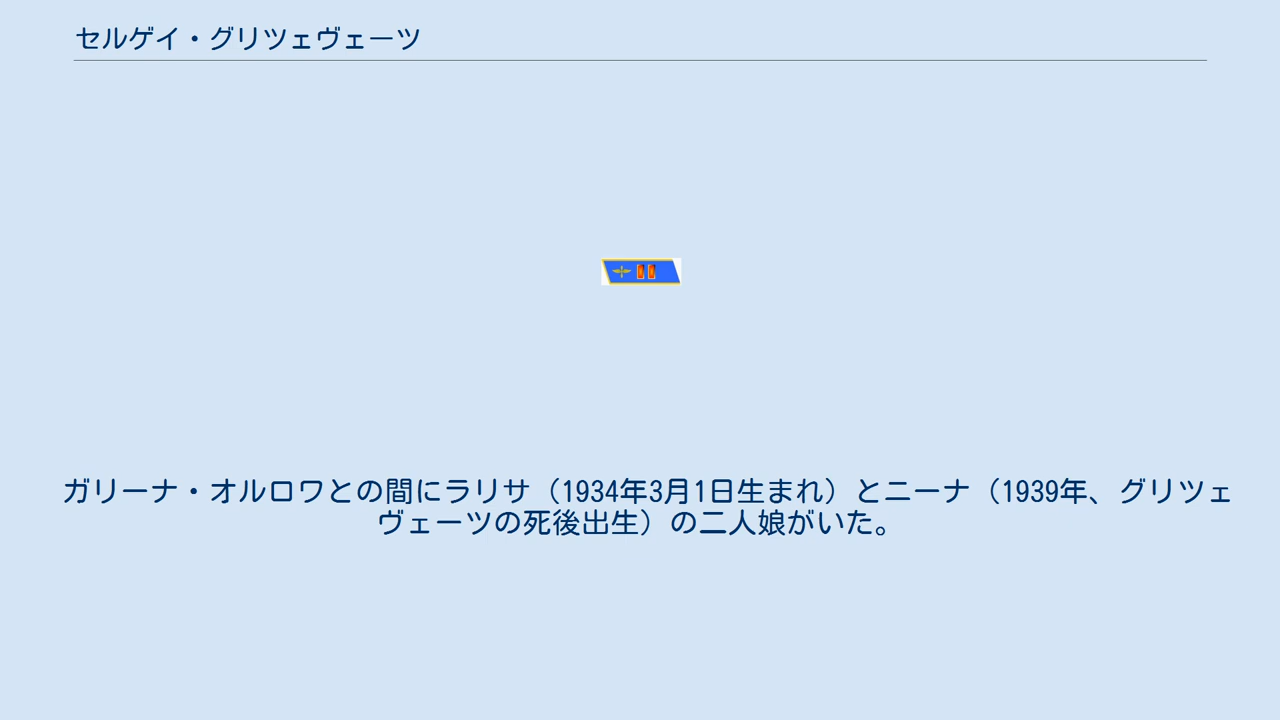 セルゲイ・グリツェヴェーツ
ガリーナ・オルロワとの間にラリサ（1934年3月1日生まれ）とニーナ（1939年、グリツェ
ヴェーツの死後出生）の二人娘がいた。